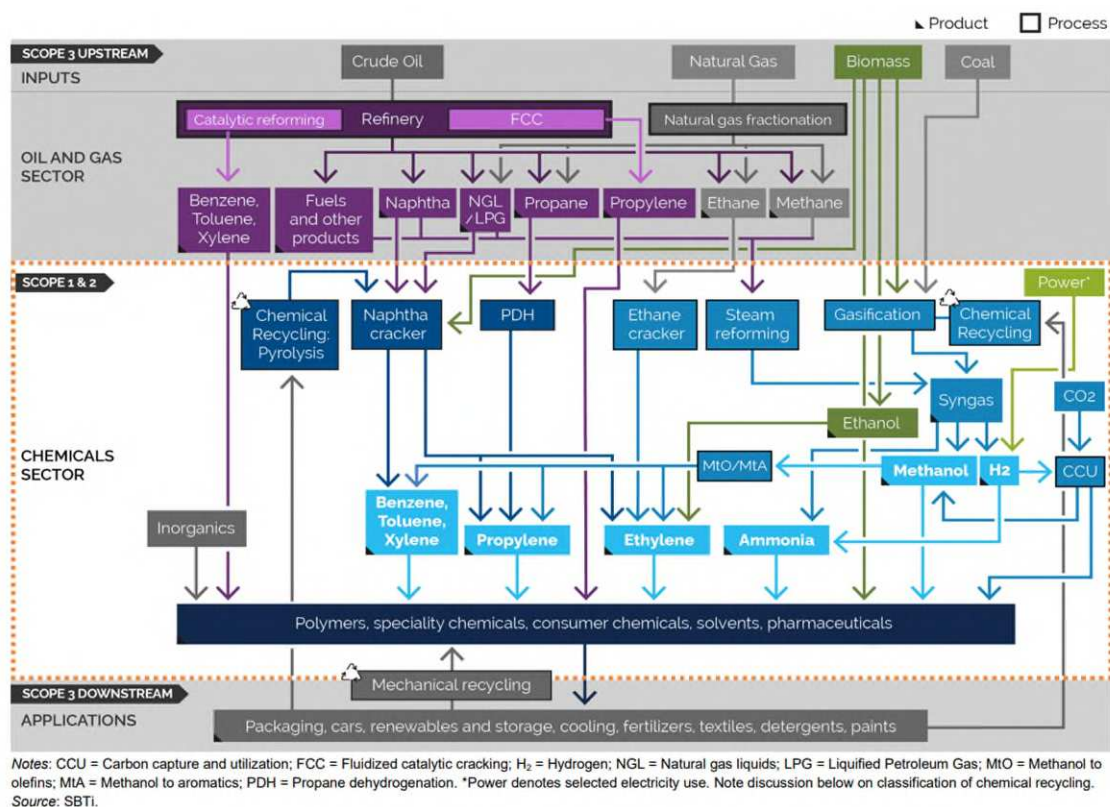 Product
Process
SCOPE 3 UPSTREAM
INPUTS
Crude Oil
Natural Gas
Biomass
Coal
OIL AND GAS
SECTOR
Catalytic reforming
Refinery
FCC
Natural gas fractionation
Benzene,
Toluene,
Xylene
Fuels
and other
products
Naphtha
NGL
/LPG
Propane
Propylene
Ethane
Methane
SCOPE 1 & 2
Power*
Chemical
Recycling:
Pyrolysis
Naphtha
cracker
PDH
Ethane
cracker
Steam
reforming
Gasification
Chemical
Recycling
Syngas
CO2
Ethanol
CHEMICALS
SECTOR
MtO/MtA
Methanol
H2
CCU
Inorganics
Benzene,
Toluene,
Xylene
Propylene
Ethylene
Ammonia
Polymers, speciality chemicals, consumer chemicals, solvents, pharmaceuticals
Mechanical recycling
SCOPE 3 DOWNSTREAM
APPLICATIONS
Packaging, cars, renewables and storage, cooling, fertilizers, textiles, detergents, paints
Notes: CCU = Carbon capture and utilization; FCC = Fluidized catalytic cracking; H₂ = Hydrogen; NGL = Natural gas liquids; LPG = Liquified Petroleum Gas; MtO = Methanol to
olefins; MtA = Methanol to aromatics; PDH = Propane dehydrogenation. *Power denotes selected electricity use. Note discussion below on classification of chemical recycling.
Source: SBTi.